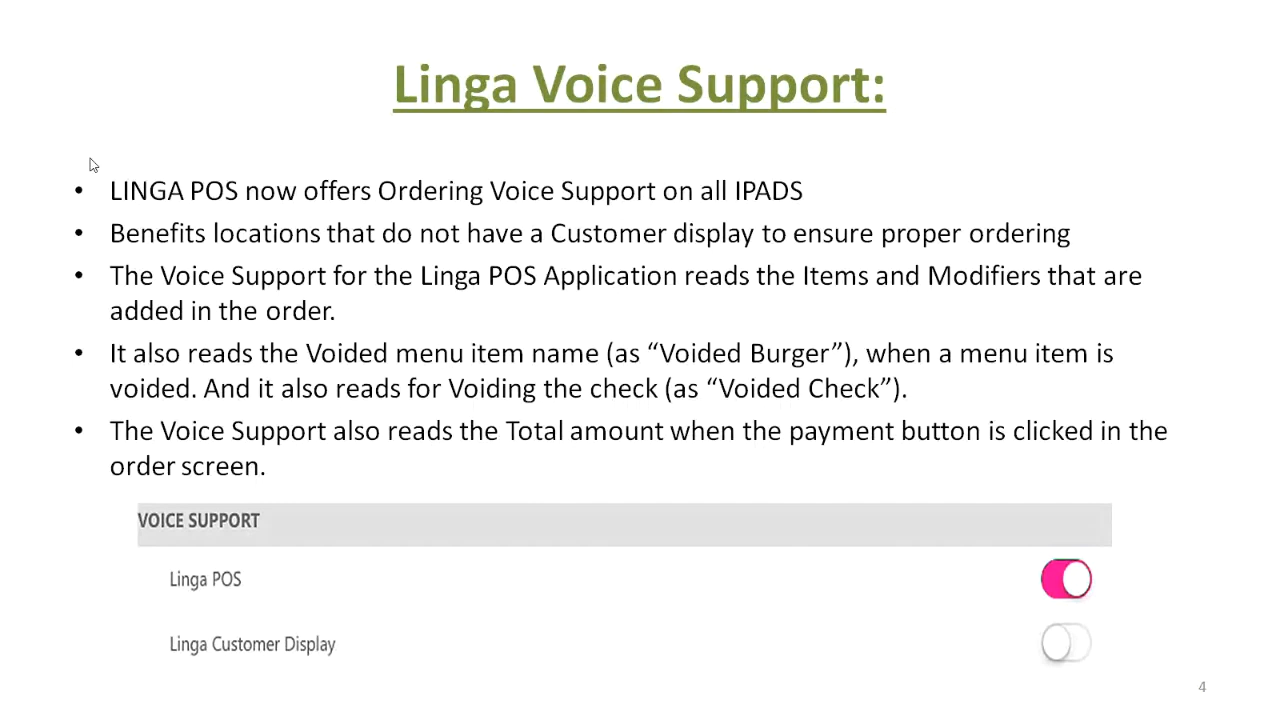 Linga Voice Support:
• LINGA POS now offers Ordering Voice Support on all IPADS
• Benefits locations that do not have a Customer display to ensure proper ordering
• The Voice Support for the Linga POS Application reads the Items and Modifiers that are
added in the order.
• It also reads the Voided menu item name (as “Voided Burger”), when a menu item is
voided. And it also reads for Voiding the check (as “Voided Check”).
• The Voice Support also reads the Total amount when the payment button is clicked in the
order screen.
VOICE SUPPORT
Linga POS
Linga Customer Display
4